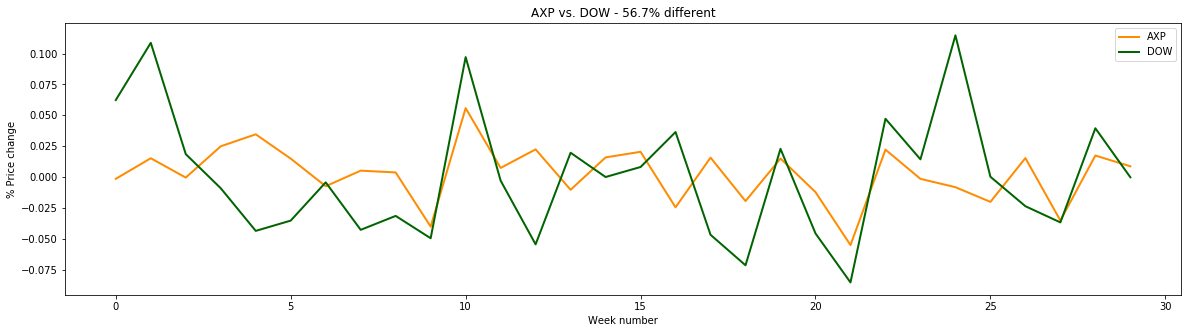 AXP vs. DOW - 56.7% different
AXP
DOW
% Price change
0.100
0.075
0.050
0.025
0.000
−0.025
−0.050
−0.075
0 5 10 15 20 25 30
Week number